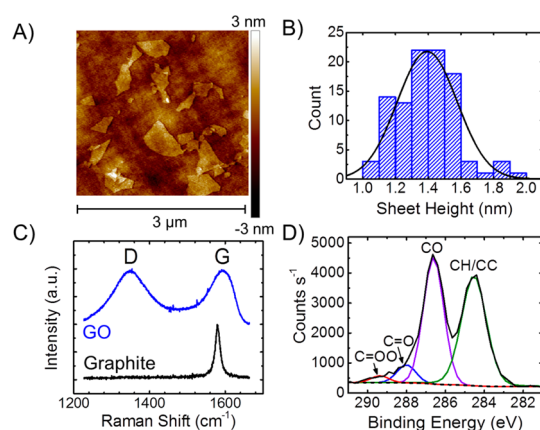 A)
3 nm
-3 nm
3 µm
B)
Count
25
20
15
10
5
0
1.0 1.2 1.4 1.6 1.8 2.0
Sheet Height (nm)
C)
D G
GO
Graphite
Intensity (a.u.)
1200 1400 1600
Raman Shift (cm-1)
D)
Counts s-1
5000
4000
3000
2000
1000
0
CO
CH/CC
C=O
C=OO
290 288 286 284 282
Binding Energy (eV)